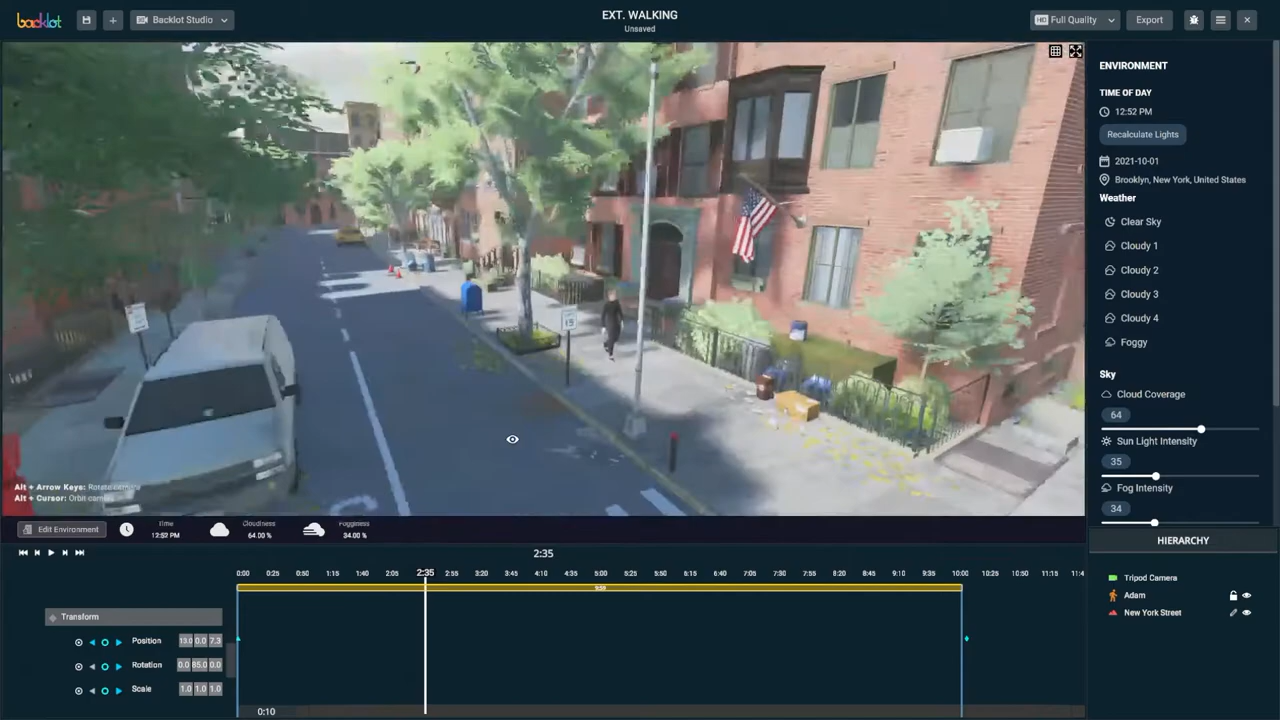 backlot
Backlot Studio
EXT. WALKING
Unsaved
HD Full Quality
Export
ENVIRONMENT
TIME OF DAY
12:52 PM
Recalculate Lights
2021-10-01
Brooklyn, New York, United States
Weather
Clear Sky
Cloudy 1
Cloudy 2
Cloudy 3
Cloudy 4
Foggy
Sky
Cloud Coverage
64
Sun Light Intensity
35
Fog Intensity
34
Alt + Arrow Keys: Rotate camera
Alt + Cursor: Orbit camera
Edit Environment
Time
12:52 PM
Cloudiness
64.00 %
Fogginess
34.00 %
HIERARCHY
Tripod Camera
Adam
New York Street
2:35
0:00 0:25 0:50 1:15 1:40 2:05 2:35 2:55 3:20 3:45 4:10 4:35 5:00 5:25 5:50 6:15 6:40 7:05 7:30 7:55 8:20 8:45 9:10 9:35 10:00 10:25 10:50 11:15 11:4
9:59
Transform
Position 13.0 0.0 7.3
Rotation 0.0 85.0 0.0
Scale 1.0 1.0 1.0
0:10